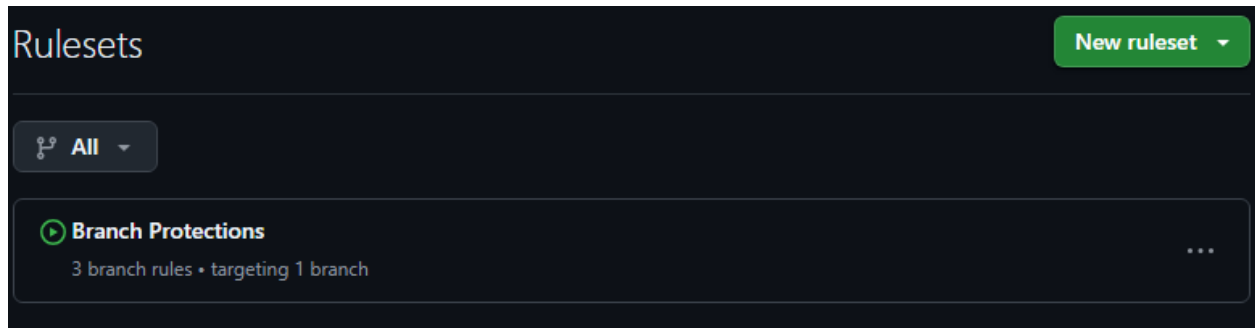 Rulesets
New ruleset
All
Branch Protections
3 branch rules • targeting 1 branch